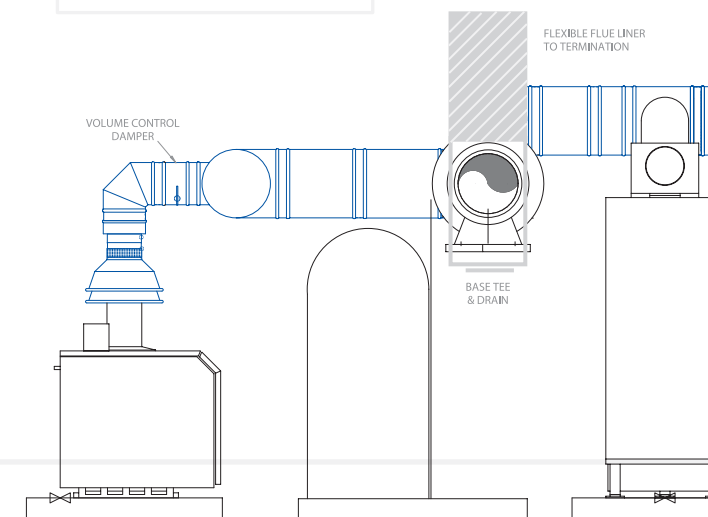 FLEXIBLE FLUE LINER
TO TERMINATION
VOLUME CONTROL
DAMPER
BASE TEE
& DRAIN